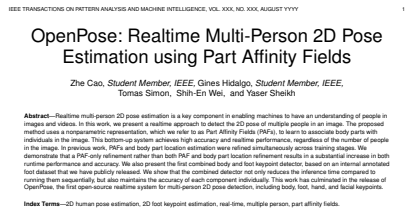 IEEE TRANSACTIONS ON PATTERN ANALYSIS AND MACHINE INTELLIGENCE, VOL. XXX, NO. XXX, AUGUST YYYY 1
OpenPose: Realtime Multi-Person 2D Pose
Estimation using Part Affinity Fields
Zhe Cao, Student Member, IEEE, Gines Hidalgo, Student Member, IEEE,
Tomas Simon, Shih-En Wei, and Yaser Sheikh
Abstract—Realtime multi-person 2D pose estimation is a key component in enabling machines to have an understanding of people in
images and videos. In this work, we present a realtime approach to detect the 2D pose of multiple people in an image. The proposed
method uses a nonparametric representation, which we refer to as Part Affinity Fields (PAFs), to learn to associate body parts with
individuals in the image. This bottom-up system achieves high accuracy and realtime performance, regardless of the number of people
in the image. In previous work, PAFs and body part location estimation were refined simultaneously across training stages. We
demonstrate that a PAF-only refinement rather than both PAF and body part location refinement results in a substantial increase in both
runtime performance and accuracy. We also present the first combined body and foot keypoint detector, based on an internal annotated
foot dataset that we have publicly released. We show that the combined detector not only reduces the inference time compared to
running them sequentially, but also maintains the accuracy of each component individually. This work has culminated in the release of
OpenPose, the first open-source realtime system for multi-person 2D pose detection, including body, foot, hand, and facial keypoints.
Index Terms—2D human pose estimation, 2D foot keypoint estimation, real-time, multiple person, part affinity fields.